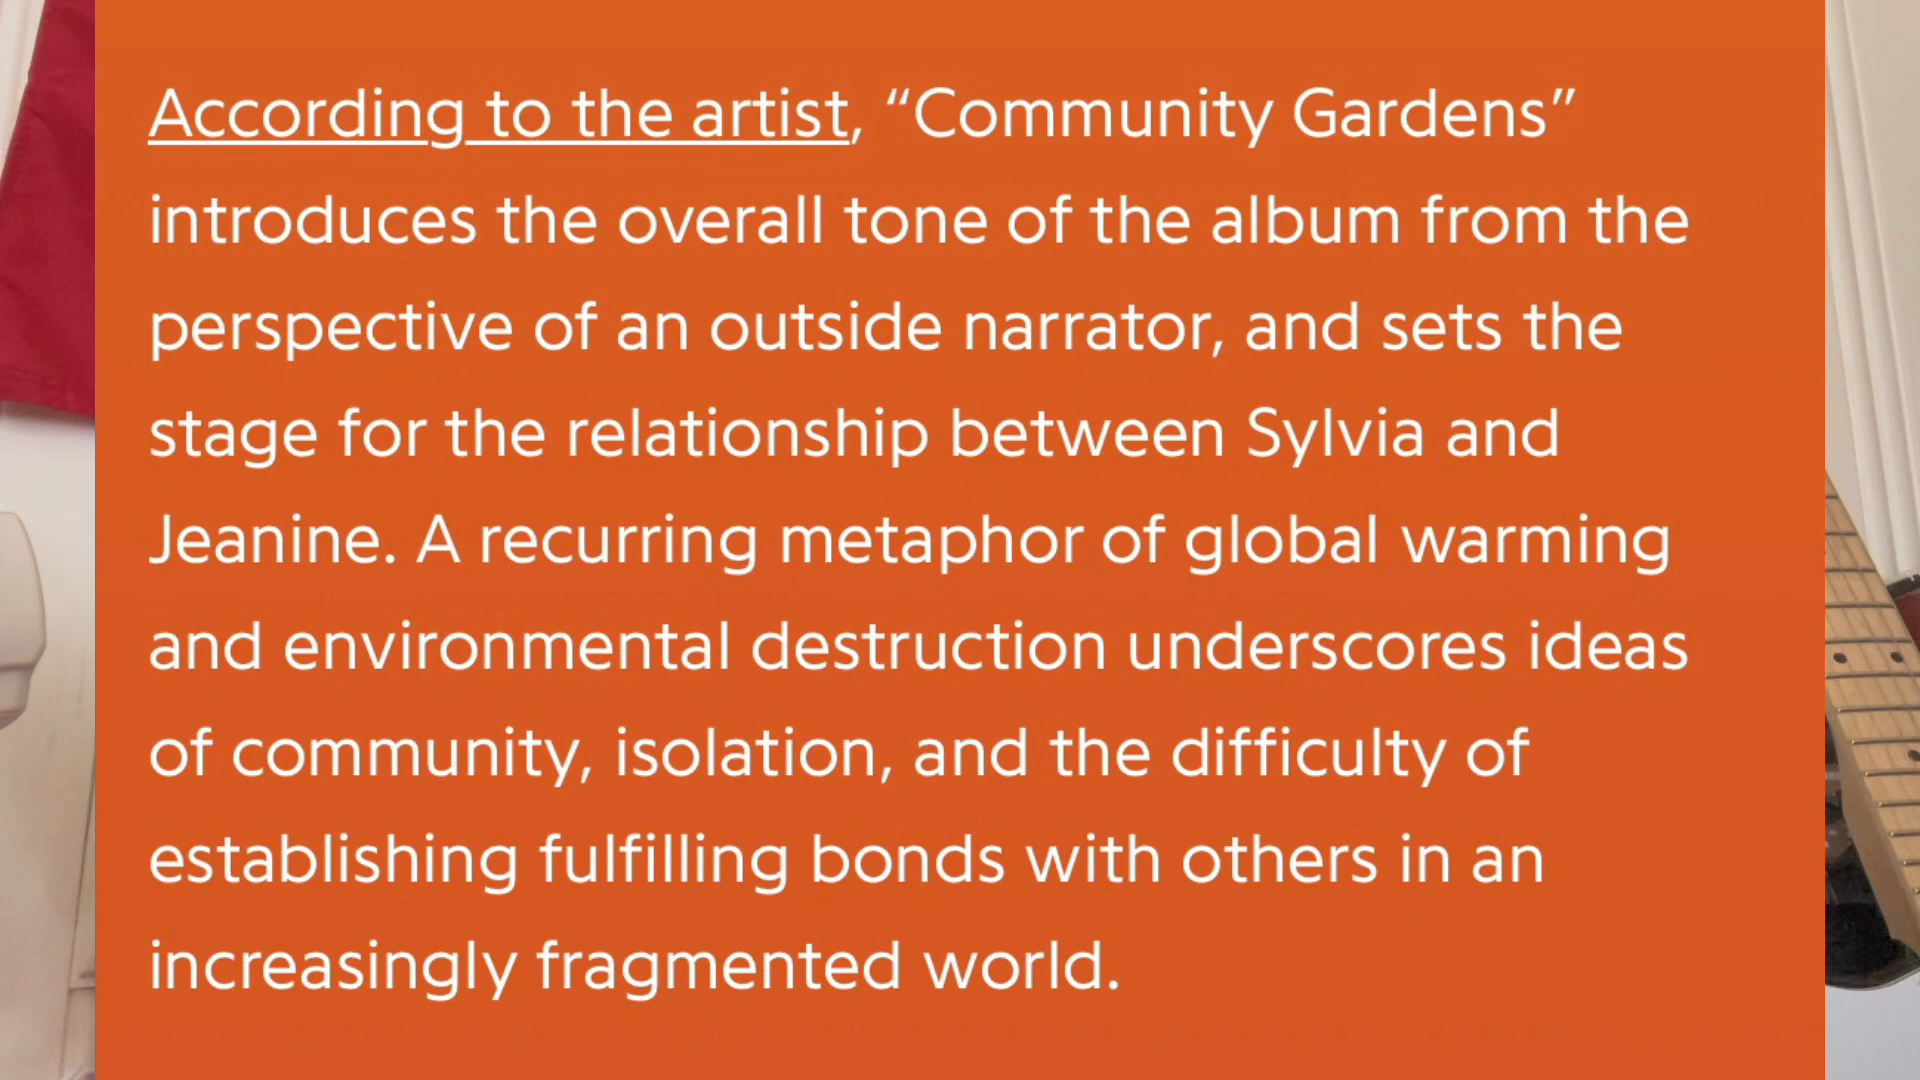 According to the artist, “Community Gardens”
introduces the overall tone of the album from the
perspective of an outside narrator, and sets the
stage for the relationship between Sylvia and
Jeanine. A recurring metaphor of global warming
and environmental destruction underscores ideas
of community, isolation, and the difficulty of
establishing fulfilling bonds with others in an
increasingly fragmented world.